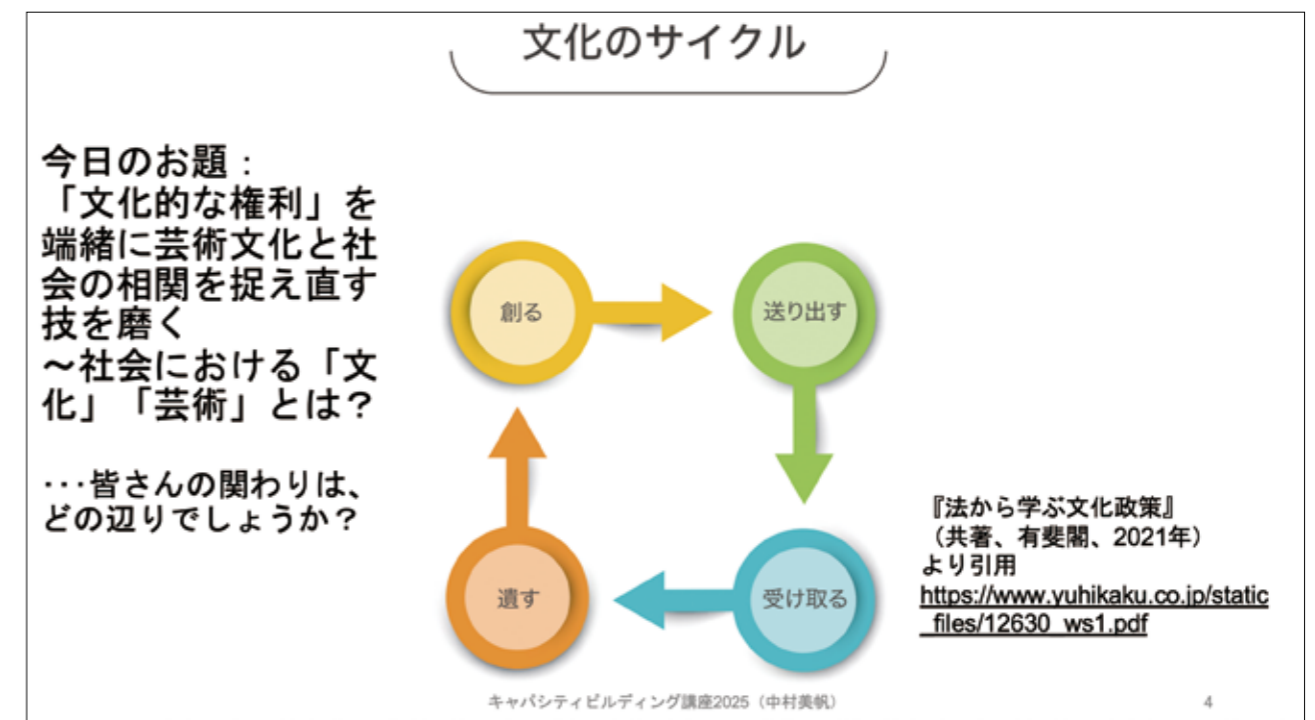 文化のサイクル
今日のお題：
「文化的な権利」を
端緒に芸術文化と社
会の相関を捉え直す
技を磨く
～社会における「文
化」「芸術」とは？
･･･皆さんの関わりは、
どの辺りでしょうか？
創る
送り出す
受け取る
遺す
『法から学ぶ文化政策』
（共著、有斐閣、2021年）
より引用
https://www.yuhikaku.co.jp/static
_files/12630_ws1.pdf
キャパシティビルディング講座2025（中村美帆）
4